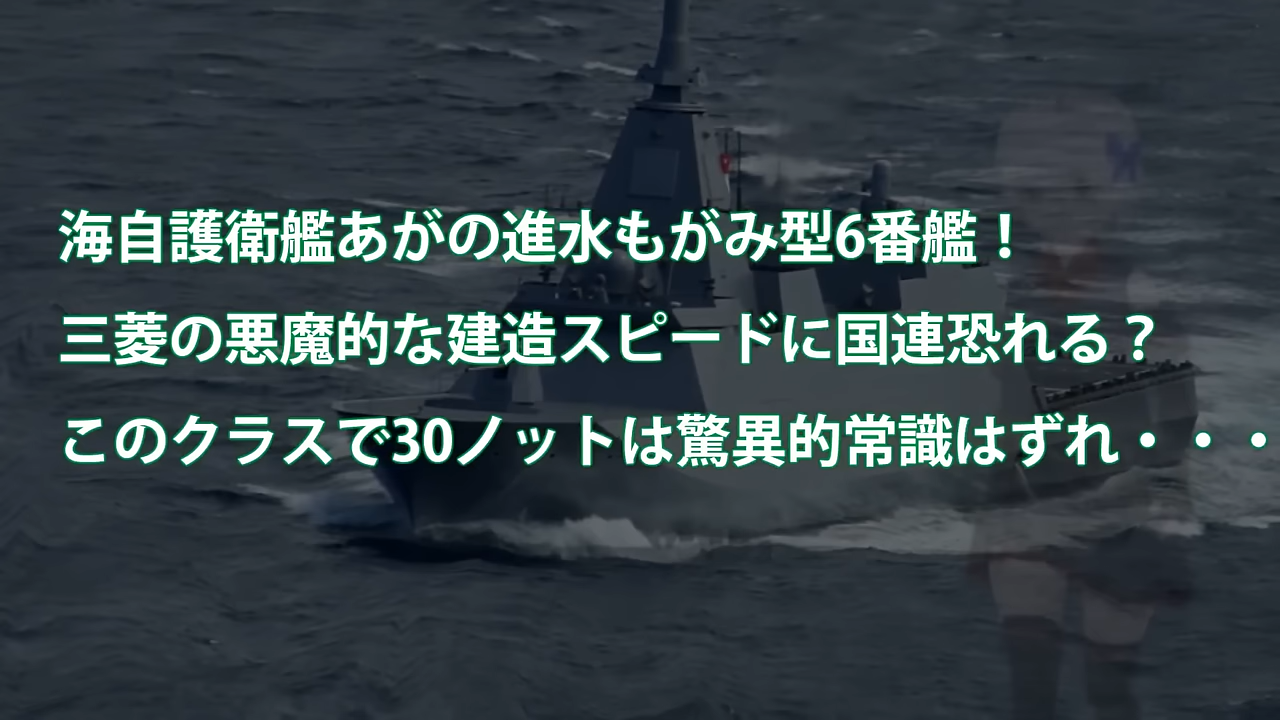 海自護衛艦あがの進水もがみ型6番艦！
三菱の悪魔的な建造スピードに国連恐れる？
このクラスで30ノットは驚異的常識はずれ・・・